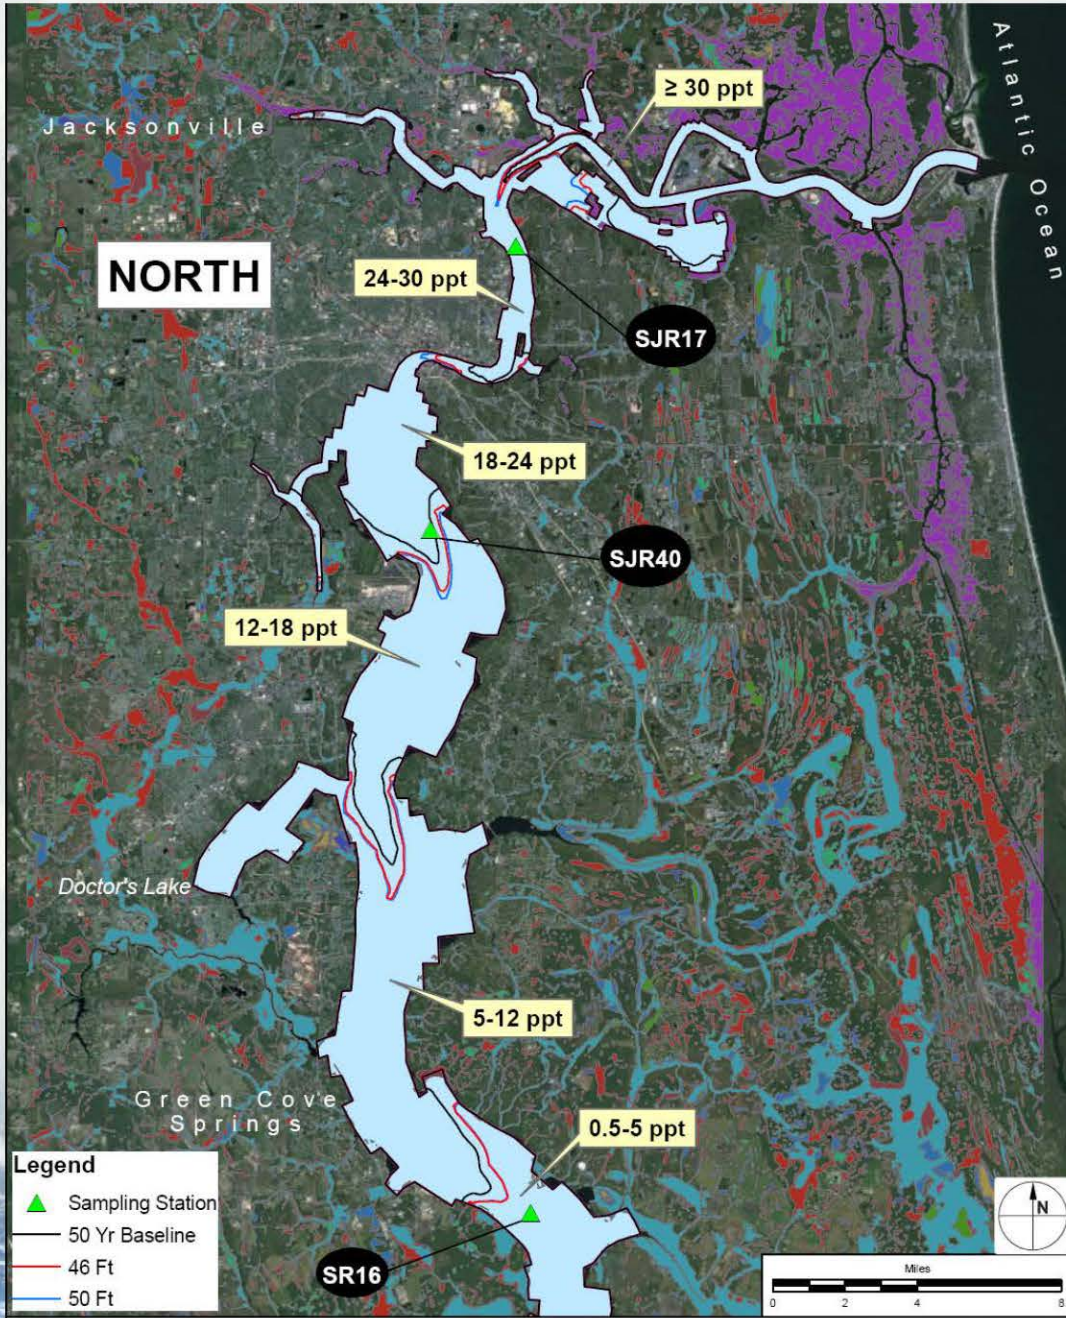 Atlantic Ocean
≥ 30 ppt
Jacksonville
NORTH
24-30 ppt
SJR17
18-24 ppt
SJR40
12-18 ppt
Doctor's Lake
5-12 ppt
Green Cove
Springs
0.5-5 ppt
Legend
Sampling Station
50 Yr Baseline
46 Ft
50 Ft
SR16
N
Miles
0 2 4 8